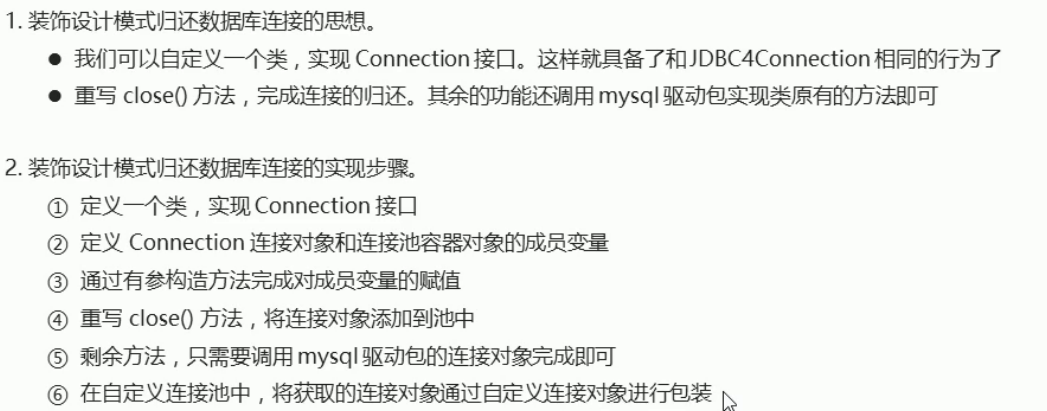 1. 装饰设计模式归还数据库连接的思想。
● 我们可以自定义一个类，实现 Connection 接口。这样就具备了和JDBC4Connection 相同的行为了
● 重写 close() 方法，完成连接的归还。其余的功能还调用 mysql 驱动包实现类原有的方法即可
2. 装饰设计模式归还数据库连接的实现步骤。
① 定义一个类，实现 Connection 接口
② 定义 Connection 连接对象和连接池容器对象的成员变量
③ 通过有参构造方法完成对成员变量的赋值
④ 重写 close() 方法，将连接对象添加到池中
⑤ 剩余方法，只需要调用 mysql 驱动包的连接对象完成即可
⑥ 在自定义连接池中，将获取的连接对象通过自定义连接对象进行包装